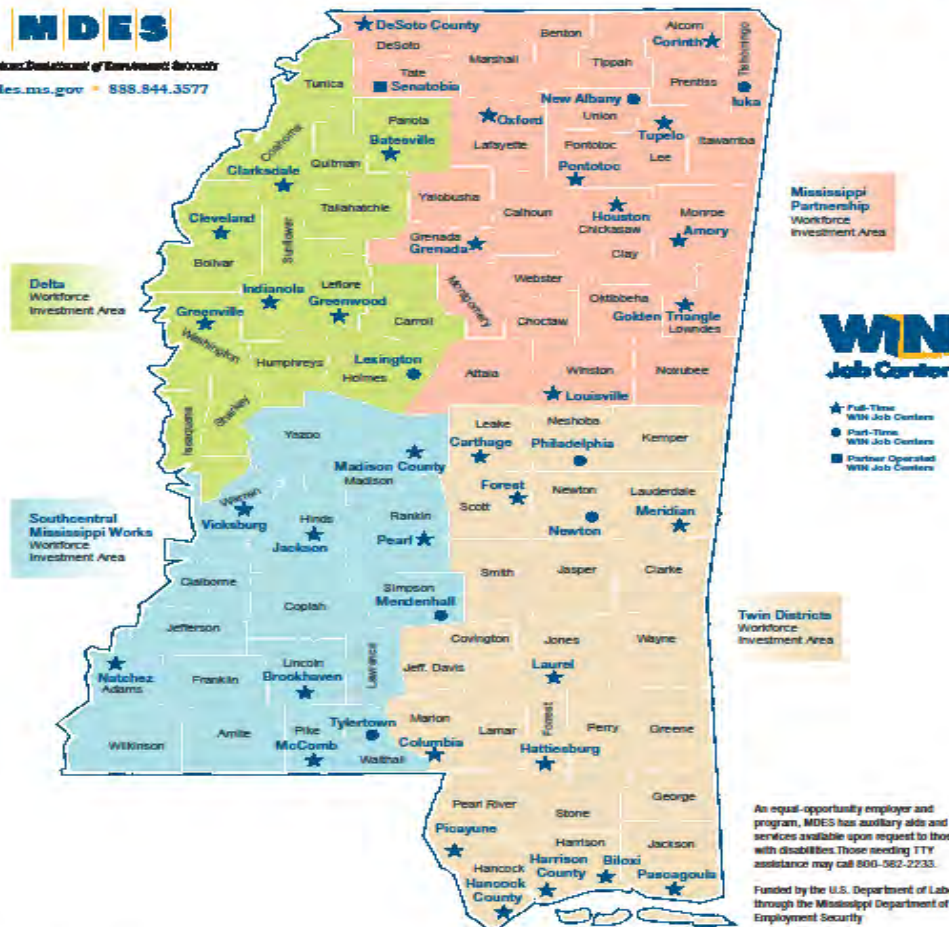 MDES
Department of Employment Security
des.ms.gov • 888.844.3577
DeSoto County
DeSoto
Tate
Senatobia
Marshall
Benton
Tippah
Alcorn
Corinth
Prentiss
Tishomingo
Iuka
Tunica
Panola
Batesville
Coahoma
Quitman
Clarksdale
Oxford
Lafayette
New Albany
Union
Pontotoc
Pontotoc
Tupelo
Lee
Itawamba
Tallahatchie
Yalobusha
Calhoun
Houston
Chickasaw
Monroe
Amory
Cleveland
Bolivar
Sunflower
Grenada
Grenada
Clay
Webster
Montgomery
Oktibbeha
Golden Triangle
Lowndes
Choctaw
Indianola
Leflore
Greenwood
Greenville
Carroll
Washington
Humphreys
Lexington
Holmes
Attala
Winston
Noxubee
Louisville
Issaquena
Sharkey
Mississippi
Partnership
Workforce
Investment Area
Delta
Workforce
Investment Area
WIN
Job Center
Full-Time
WIN Job Centers
Part-Time
WIN Job Centers
Partner Operated
WIN Job Centers
Yazoo
Madison County
Madison
Leake
Carthage
Neshoba
Philadelphia
Kemper
Warren
Vicksburg
Hinds
Jackson
Rankin
Pearl
Forest
Scott
Newton
Newton
Lauderdale
Meridian
Southcentral
Mississippi Works
Workforce
Investment Area
Claiborne
Copiah
Simpson
Mendenhall
Smith
Jasper
Clarke
Jefferson
Natchez
Adams
Franklin
Lincoln
Brookhaven
Lawrence
Covington
Jones
Wayne
Jeff. Davis
Laurel
Twin Districts
Workforce
Investment Area
Wilkinson
Amite
Pike
McComb
Tylertown
Walthall
Marion
Columbia
Lamar
Forest
Perry
Greene
Hattiesburg
Pearl River
Stone
George
Picayune
Harrison
Jackson
Hancock
Hancock
County
Harrison
County
Biloxi
Pascagoula
An equal-opportunity employer and
program, MDES has auxiliary aids and
services available upon request to those
with disabilities. Those needing TTY
assistance may call 800-582-2233.
Funded by the U.S. Department of Lab
through the Mississippi Department of
Employment Security